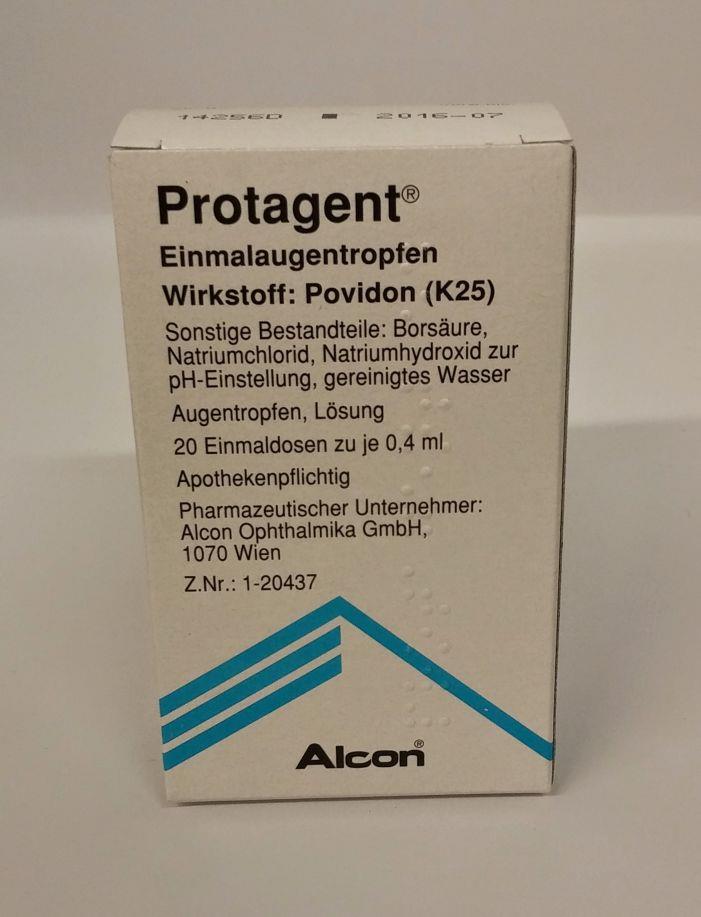 14256D 2016-07
Protagent®
Einmalaugentropfen
Wirkstoff: Povidon (K25)
Sonstige Bestandteile: Borsäure,
Natriumchlorid, Natriumhydroxid zur
pH-Einstellung, gereinigtes Wasser
Augentropfen, Lösung
20 Einmaldosen zu je 0,4 ml
Apothekenpflichtig
Pharmazeutischer Unternehmer:
Alcon Ophthalmika GmbH,
1070 Wien
Z.Nr.: 1-20437
Alcon®